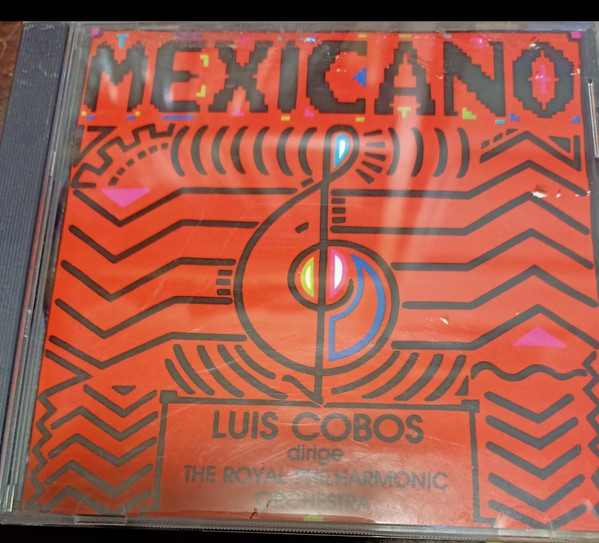 MEXICANO
LUIS COBOS
dirige
THE ROYAL PHILHARMONIC
ORCHESTRA